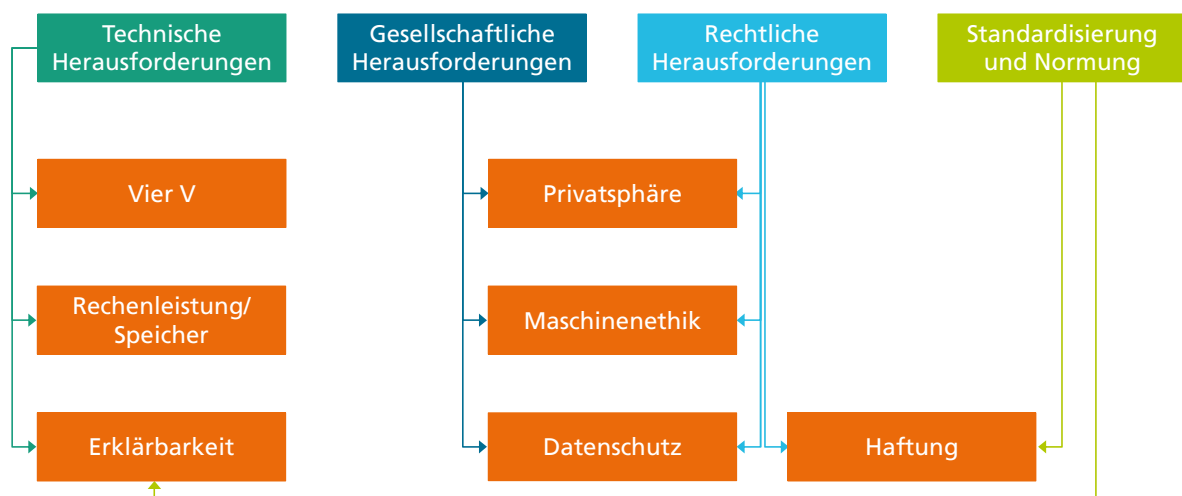 Technische
Herausforderungen
Gesellschaftliche
Herausforderungen
Rechtliche
Herausforderungen
Standardisierung
und Normung
Vier V
Privatsphäre
Rechenleistung/
Speicher
Maschinenethik
Erklärbarkeit
Datenschutz
Haftung